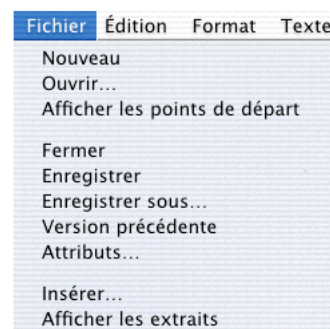 Fichier Édition Format Texte
Nouveau
Ouvrir…
Afficher les points de départ
Fermer
Enregistrer
Enregistrer sous…
Version précédente
Attributs…
Insérer…
Afficher les extraits